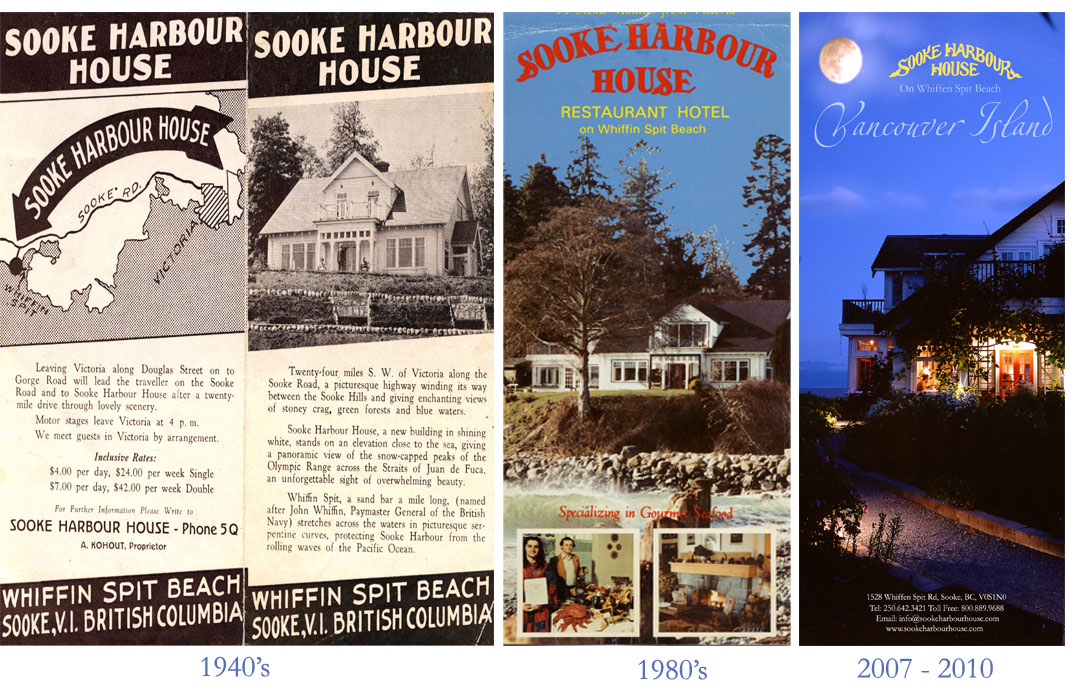 SOOKE HARBOUR
HOUSE
SOOKE HARBOUR HOUSE
SOOKE RD.
VICTORIA
WHIFFIN
SPIT
Leaving Victoria along Douglas Street on to
Gorge Road will lead the traveller on the Sooke
Road and to Sooke Harbour House after a twenty-
mile drive through lovely scenery.
Motor stages leave Victoria at 4 p. m.
We meet guests in Victoria by arrangement.
Inclusive Rates:
$4.00 per day, $24.00 per week Single
$7.00 per day, $42.00 per week Double
For Further Information Please Write to
SOOKE HARBOUR HOUSE - Phone 5Q
A. KOHOUT, Proprietor
WHIFFIN SPIT BEACH
SOOKE, V.I. BRITISH COLUMBIA
SOOKE HARBOUR
HOUSE
Twenty-four miles S. W. of Victoria along the
Sooke Road, a picturesque highway winding its way
between the Sooke Hills and giving enchanting views
of stoney crag, green forests and blue waters.
Sooke Harbour House, a new building in shining
white, stands on an elevation close to the sea, giving
a panoramic view of the snow-capped peaks of the
Olympic Range across the Straits of Juan de Fuca,
an unforgettable sight of overwhelming beauty.
Whiffin Spit, a sand bar a mile long, (named
after John Whiffin, Paymaster General of the British
Navy) stretches across the waters in picturesque ser-
pentine curves, protecting Sooke Harbour from the
rolling waves of the Pacific Ocean.
WHIFFIN SPIT BEACH
SOOKE, V.I. BRITISH COLUMBIA
1940's
SOOKE HARBOUR
HOUSE
RESTAURANT HOTEL
on Whiffin Spit Beach
Specializing in Gourmet Seafood
1980's
SOOKE HARBOUR
HOUSE
On Whiffen Spit Beach
Vancouver Island
1528 Whiffen Spit Rd, Sooke, BC, V0S1N0
Tel: 250.642.3421 Toll Free: 800.889.9688
Email: info@sookeharbourhouse.com
www.sookeharbourhouse.com
2007 - 2010